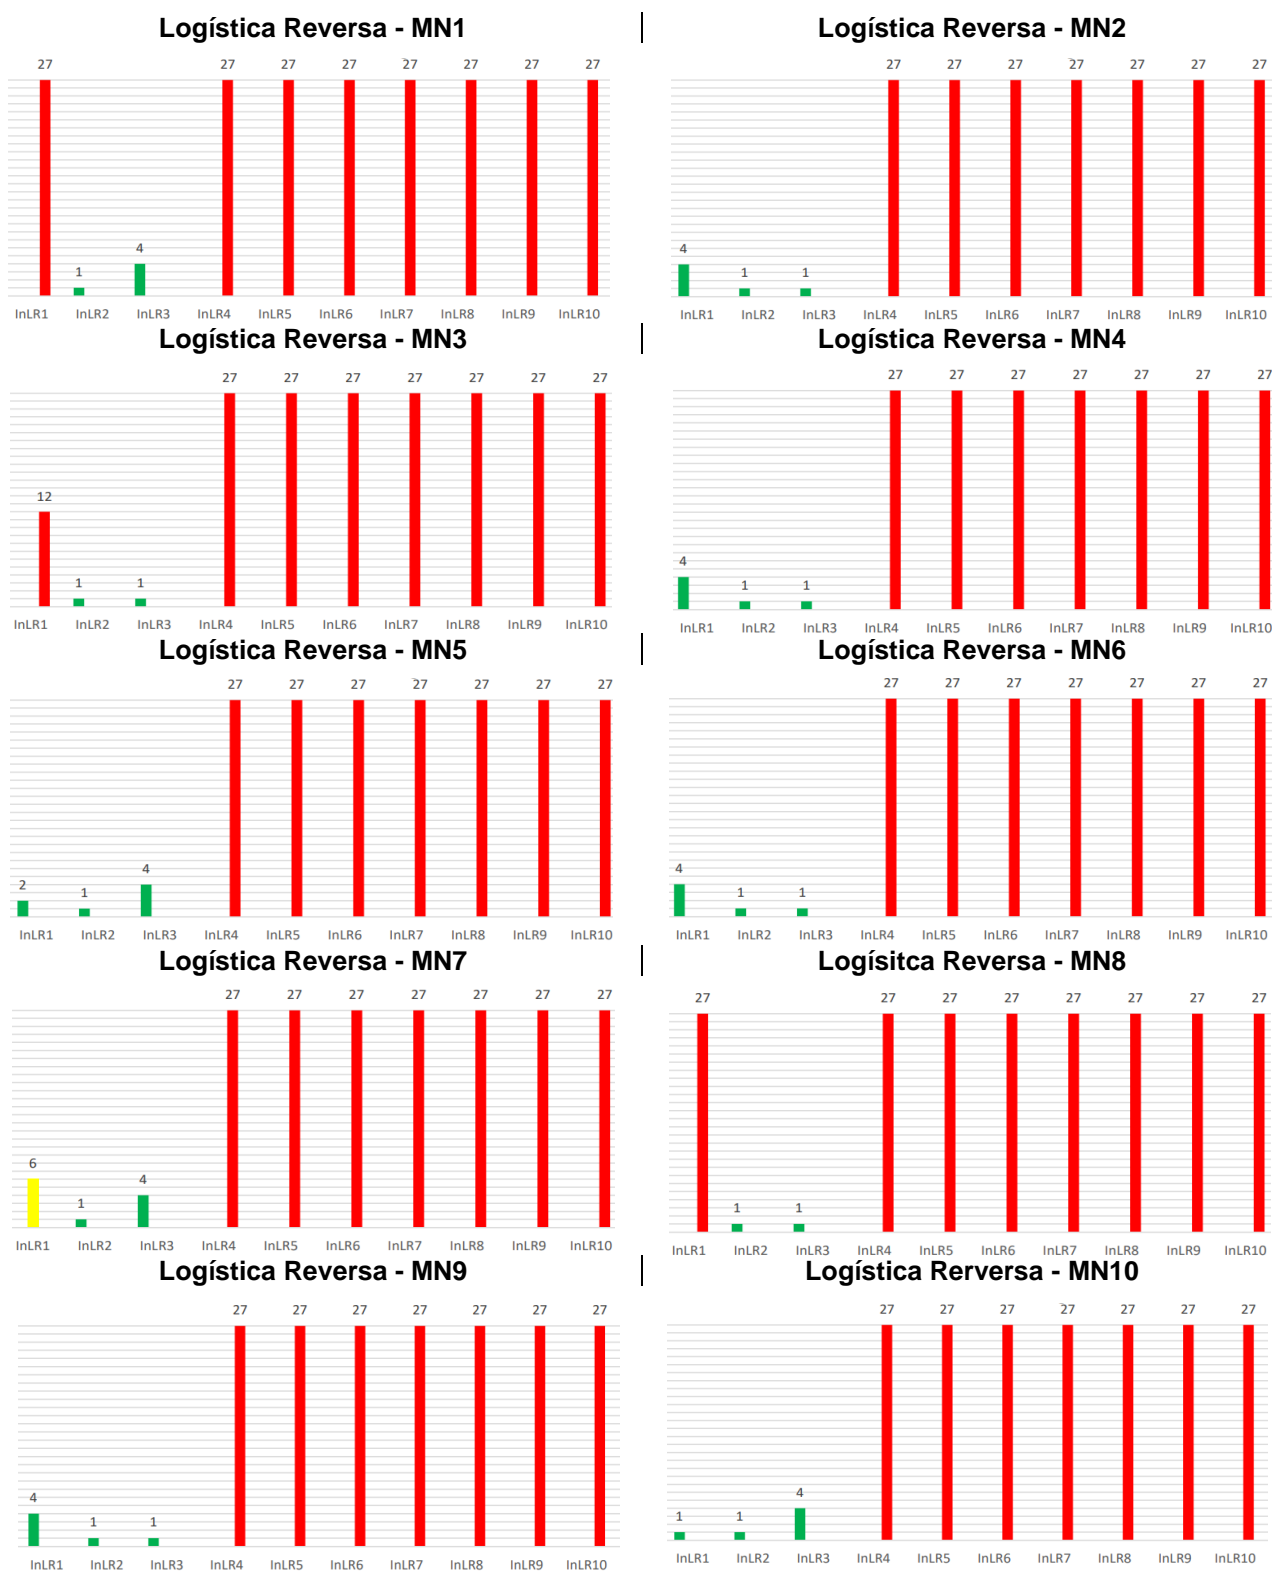 Logística Reversa - MN1
27 27 27 27 27 27 27 27
4
1
InLR1 InLR2 InLR3 InLR4 InLR5 InLR6 InLR7 InLR8 InLR9 InLR10
Logística Reversa - MN2
27 27 27 27 27 27 27
4
1 1
InLR1 InLR2 InLR3 InLR4 InLR5 InLR6 InLR7 InLR8 InLR9 InLR10
Logística Reversa - MN3
27 27 27 27 27 27 27
12
1 1
InLR1 InLR2 InLR3 InLR4 InLR5 InLR6 InLR7 InLR8 InLR9 InLR10
Logística Reversa - MN4
27 27 27 27 27 27 27
4
1 1
InLR1 InLR2 InLR3 InLR4 InLR5 InLR6 InLR7 InLR8 InLR9 InLR10
Logística Reversa - MN5
27 27 27 27 27 27 27
4
2 1
InLR1 InLR2 InLR3 InLR4 InLR5 InLR6 InLR7 InLR8 InLR9 InLR10
Logística Reversa - MN6
27 27 27 27 27 27 27
4
1 1
InLR1 InLR2 InLR3 InLR4 InLR5 InLR6 InLR7 InLR8 InLR9 InLR10
Logística Reversa - MN7
27 27 27 27 27 27 27
6
4
1
InLR1 InLR2 InLR3 InLR4 InLR5 InLR6 InLR7 InLR8 InLR9 InLR10
Logísitca Reversa - MN8
27 27 27 27 27 27 27 27
1 1
InLR1 InLR2 InLR3 InLR4 InLR5 InLR6 InLR7 InLR8 InLR9 InLR10
Logística Reversa - MN9
27 27 27 27 27 27 27
4
1 1
InLR1 InLR2 InLR3 InLR4 InLR5 InLR6 InLR7 InLR8 InLR9 InLR10
Logística Rerversa - MN10
27 27 27 27 27 27 27
4
1 1
InLR1 InLR2 InLR3 InLR4 InLR5 InLR6 InLR7 InLR8 InLR9 InLR10